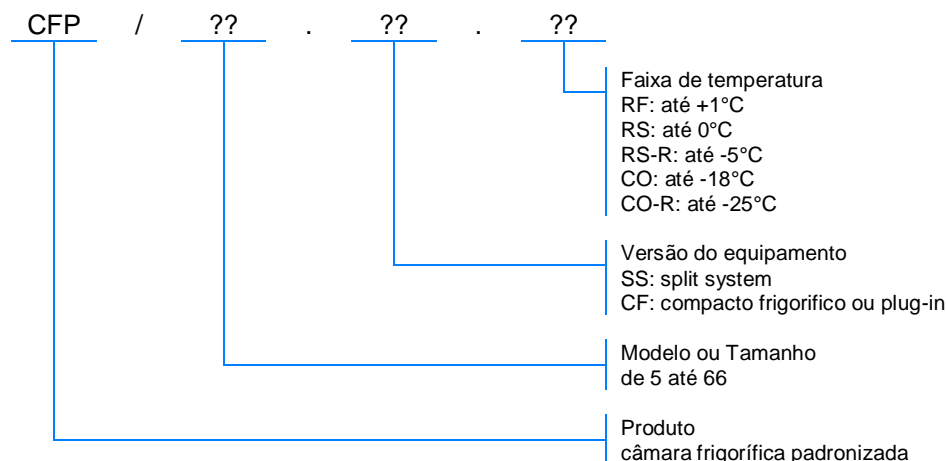 CFP / ?? . ?? . ??
Faixa de temperatura
RF: até +1°C
RS: até 0°C
RS-R: até -5°C
CO: até -18°C
CO-R: até -25°C
Versão do equipamento
SS: split system
CF: compacto frigorifico ou plug-in
Modelo ou Tamanho
de 5 até 66
Produto
câmara frigorífica padronizada